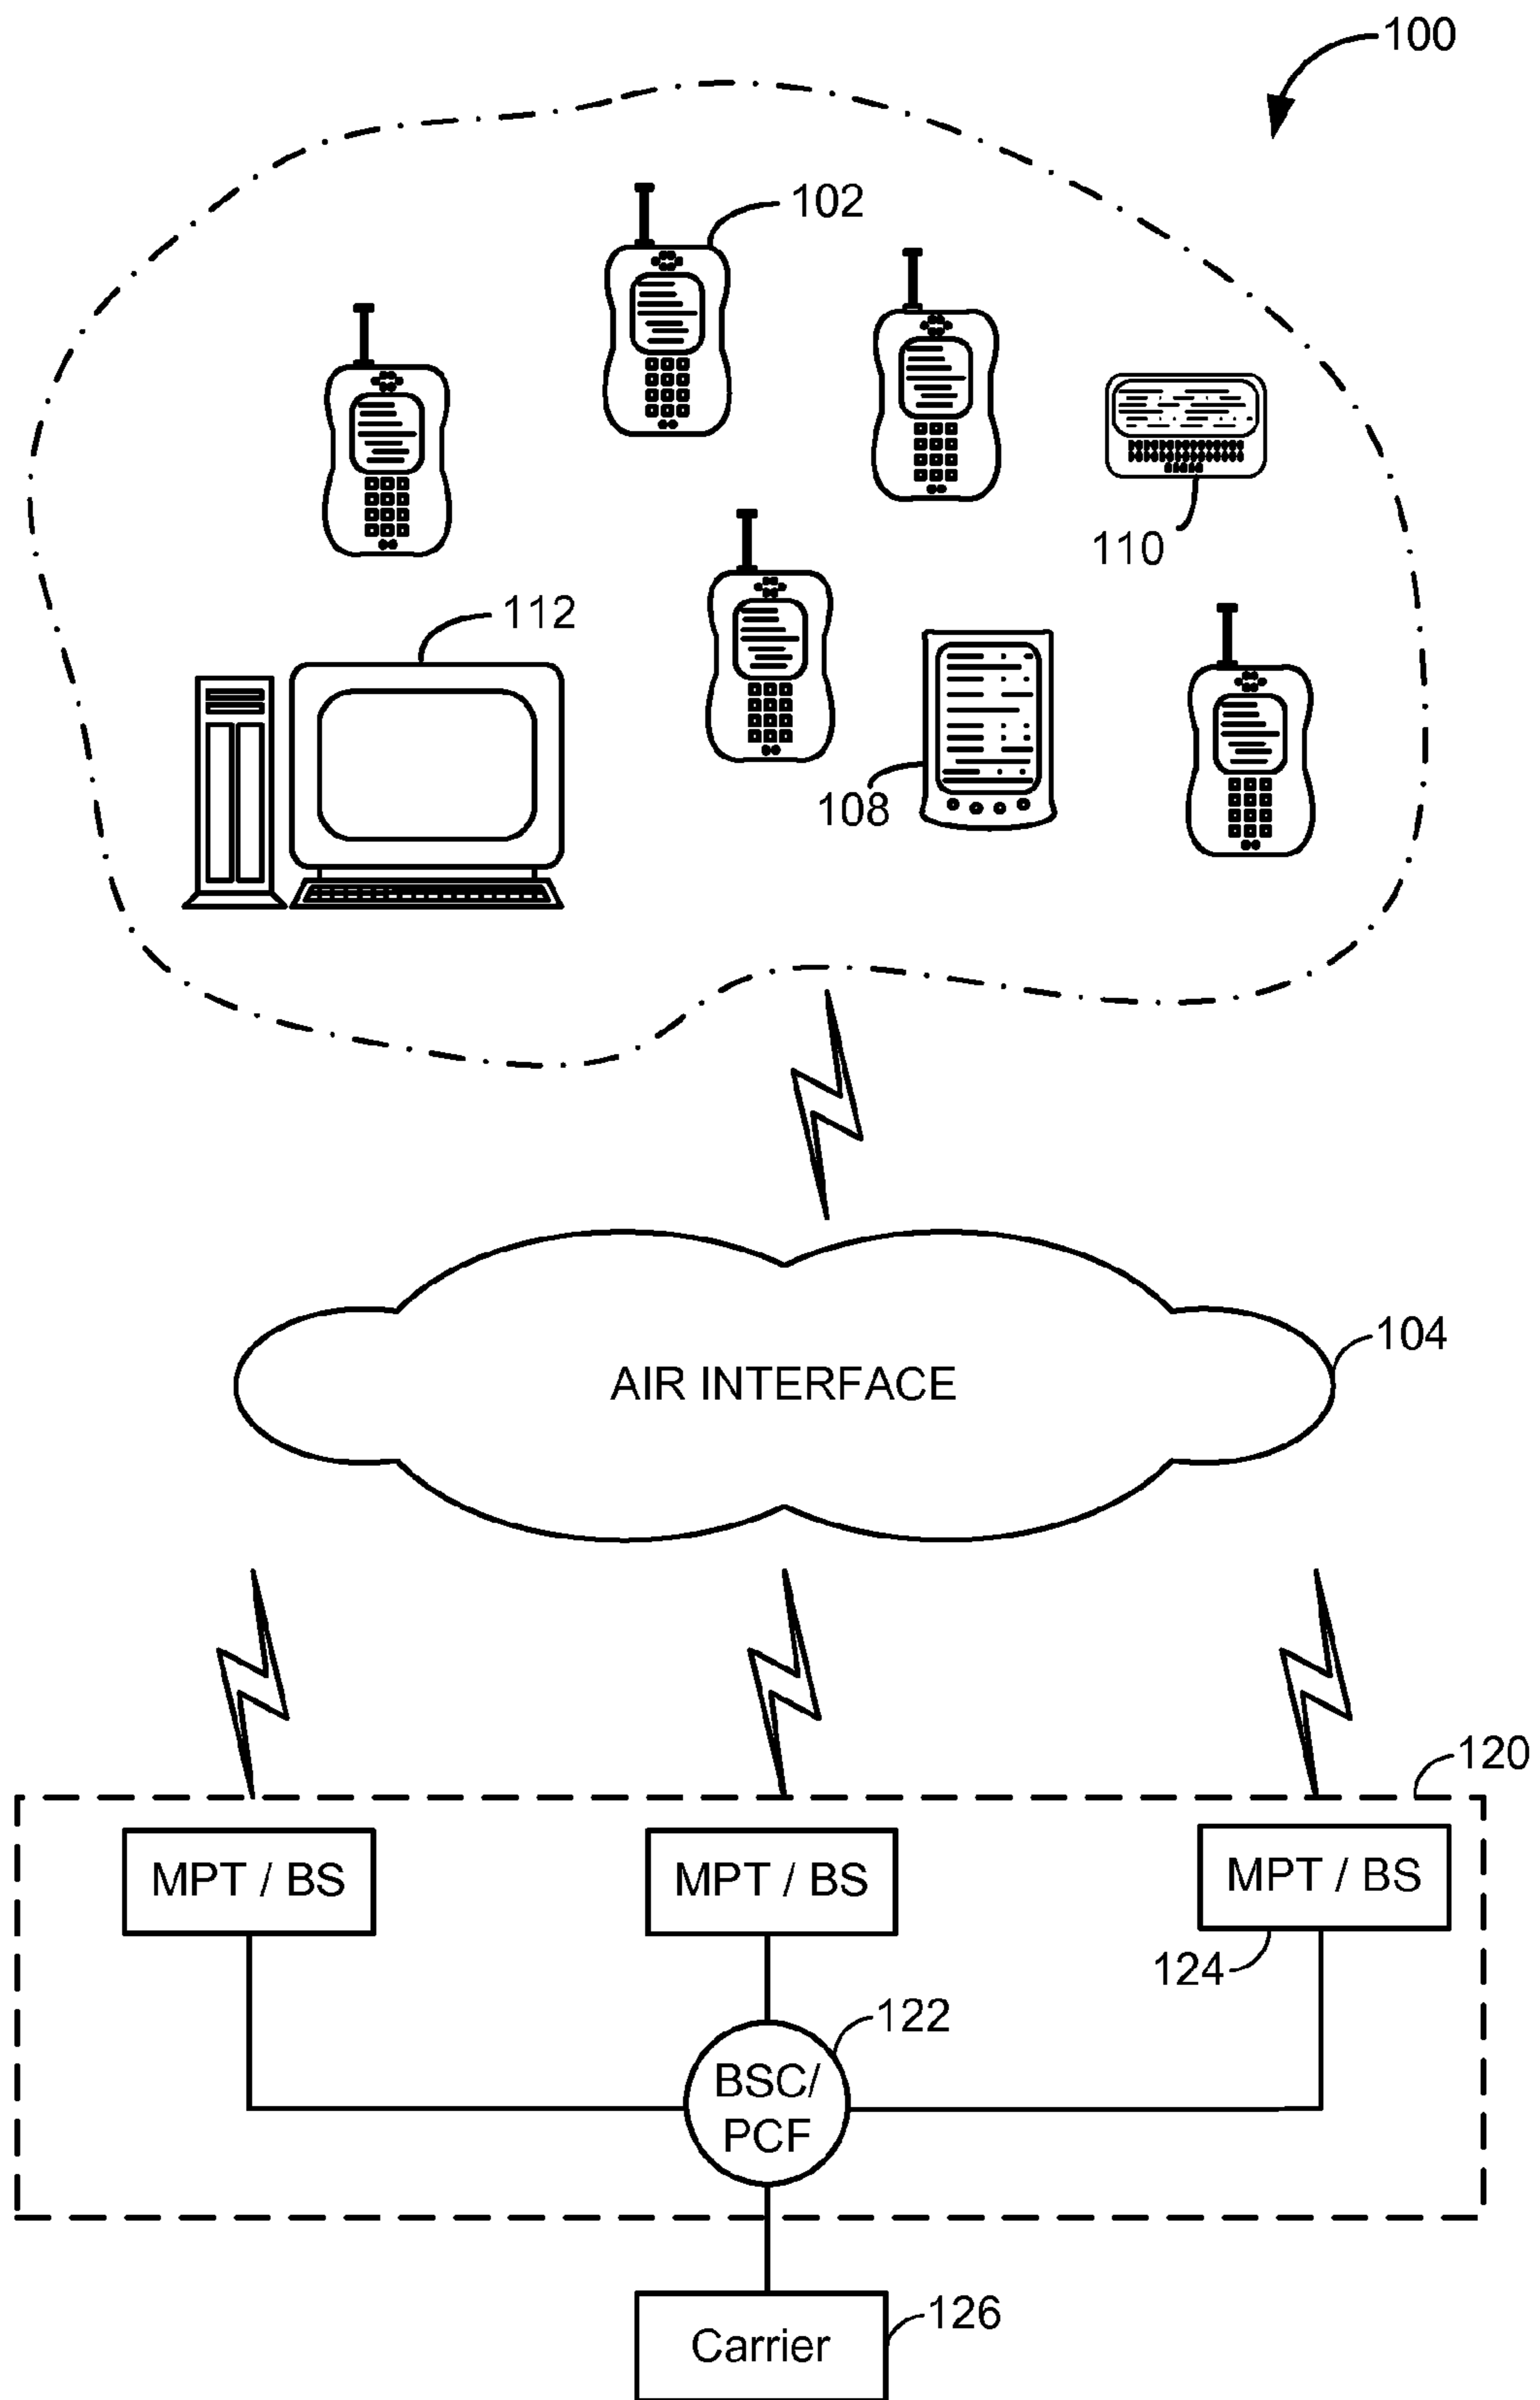 100
102
110
112
108
104
AIR INTERFACE
120
MPT / BS
MPT / BS
MPT / BS
124
122
BSC/
PCF
126
Carrier